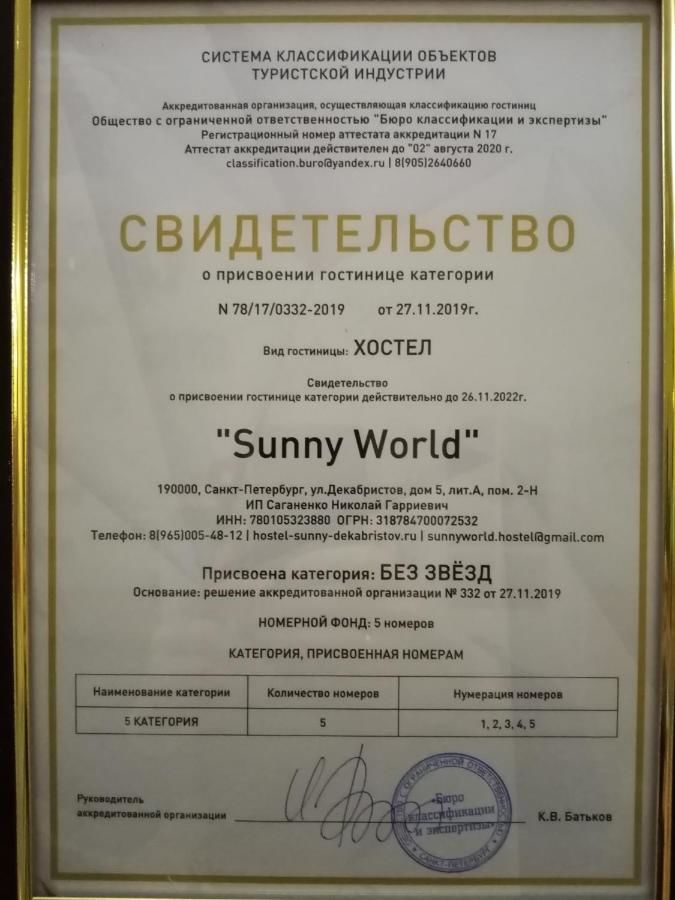 СИСТЕМА КЛАССИФИКАЦИИ ОБЪЕКТОВ
ТУРИСТСКОЙ ИНДУСТРИИ
Аккредитованная организация, осуществляющая классификацию гостиниц
Общество с ограниченной ответственностью "Бюро классификации и экспертизы"
Регистрационный номер аттестата аккредитации N 17
Аттестат аккредитации действителен до "02" августа 2020 г.
classification.buro@yandex.ru | 8(905)2640660
СВИДЕТЕЛЬСТВО
о присвоении гостинице категории
N 78/17/0332-2019 от 27.11.2019г.
Вид гостиницы: ХОСТЕЛ
Свидетельство
о присвоении гостинице категории действительно до 26.11.2022г.
"Sunny World"
190000, Санкт-Петербург, ул.Декабристов, дом 5, лит.А, пом. 2-Н
ИП Саганенко Николай Гарриевич
ИНН: 780105323880 ОГРН: 318784700072532
Телефон: 8(965)005-48-12 | hostel-sunny-dekabristov.ru | sunnyworld.hostel@gmail.com
Присвоена категория: БЕЗ ЗВЁЗД
Основание: решение аккредитованной организации № 332 от 27.11.2019
НОМЕРНОЙ ФОНД: 5 номеров
КАТЕГОРИЯ, ПРИСВОЕННАЯ НОМЕРАМ
Наименование категории Количество номеров Нумерация номеров
5 КАТЕГОРИЯ 5 1, 2, 3, 4, 5
Руководитель
аккредитованной организации
К.В. Батьков
С ОГРАНИЧЕННОЙ ОТВЕТСТВЕННОСТЬЮ
«Бюро
классификации
и экспертизы»
САНКТ-ПЕТЕРБУРГ